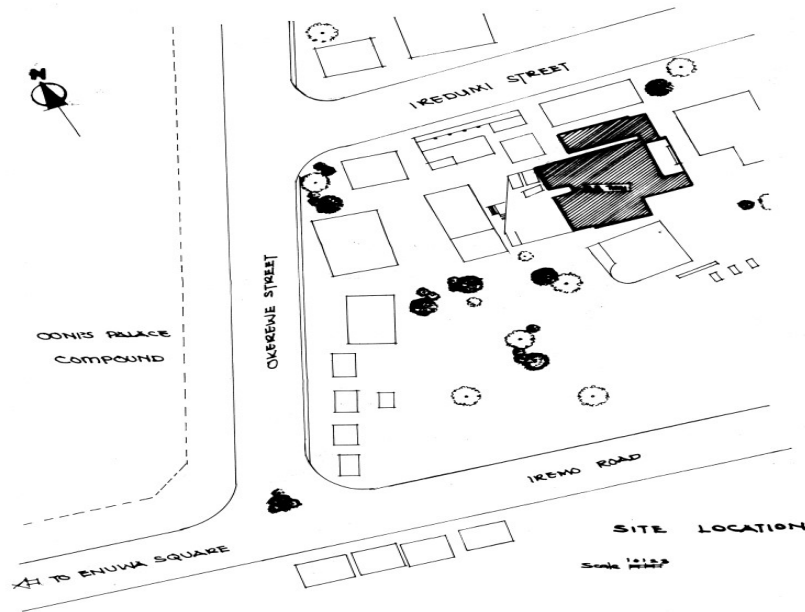 N
IREDUMI STREET
OKEREWE STREET
OONI'S PALACE
COMPOUND
IREMO ROAD
TO ENUWA SQUARE
SITE LOCATION
Scale